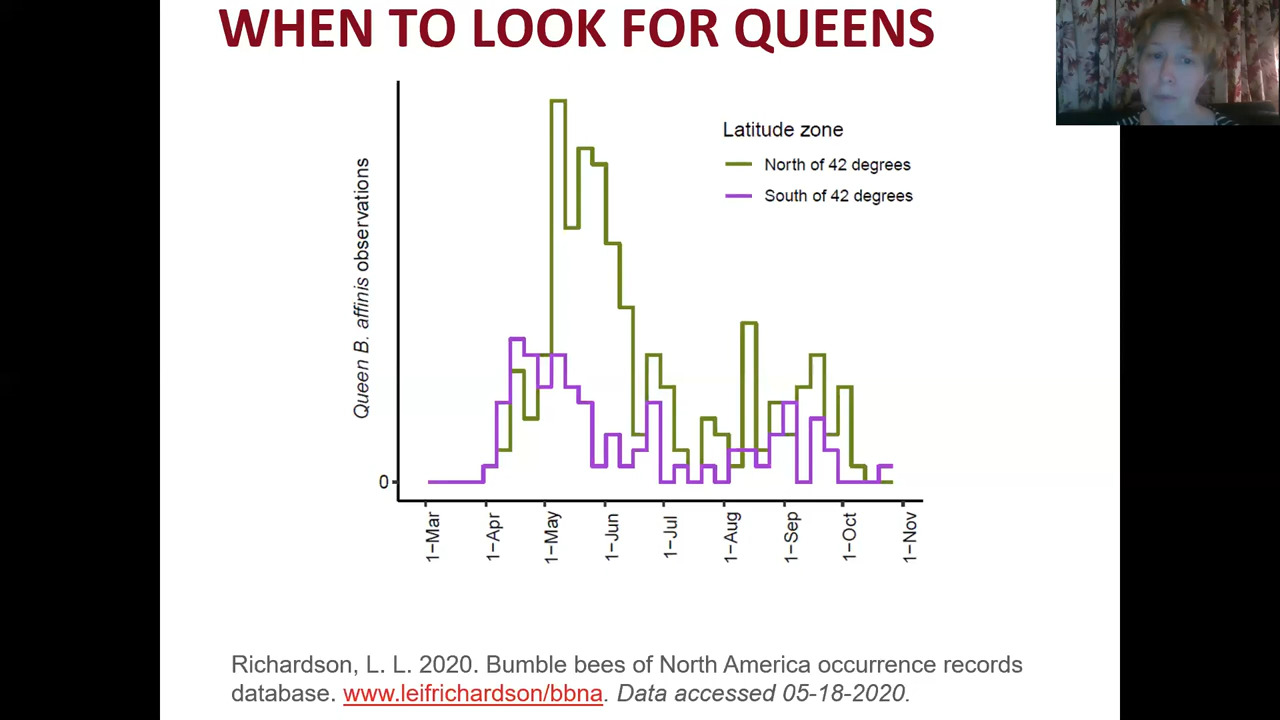 WHEN TO LOOK FOR QUEENS
Queen B. affinis observations
Latitude zone
North of 42 degrees
South of 42 degrees
0
1−Mar
1−Apr
1−May
1−Jun
1−Jul
1−Aug
1−Sep
1−Oct
1−Nov
Richardson, L. L. 2020. Bumble bees of North America occurrence records
database. www.leifrichardson/bbna. Data accessed 05-18-2020.